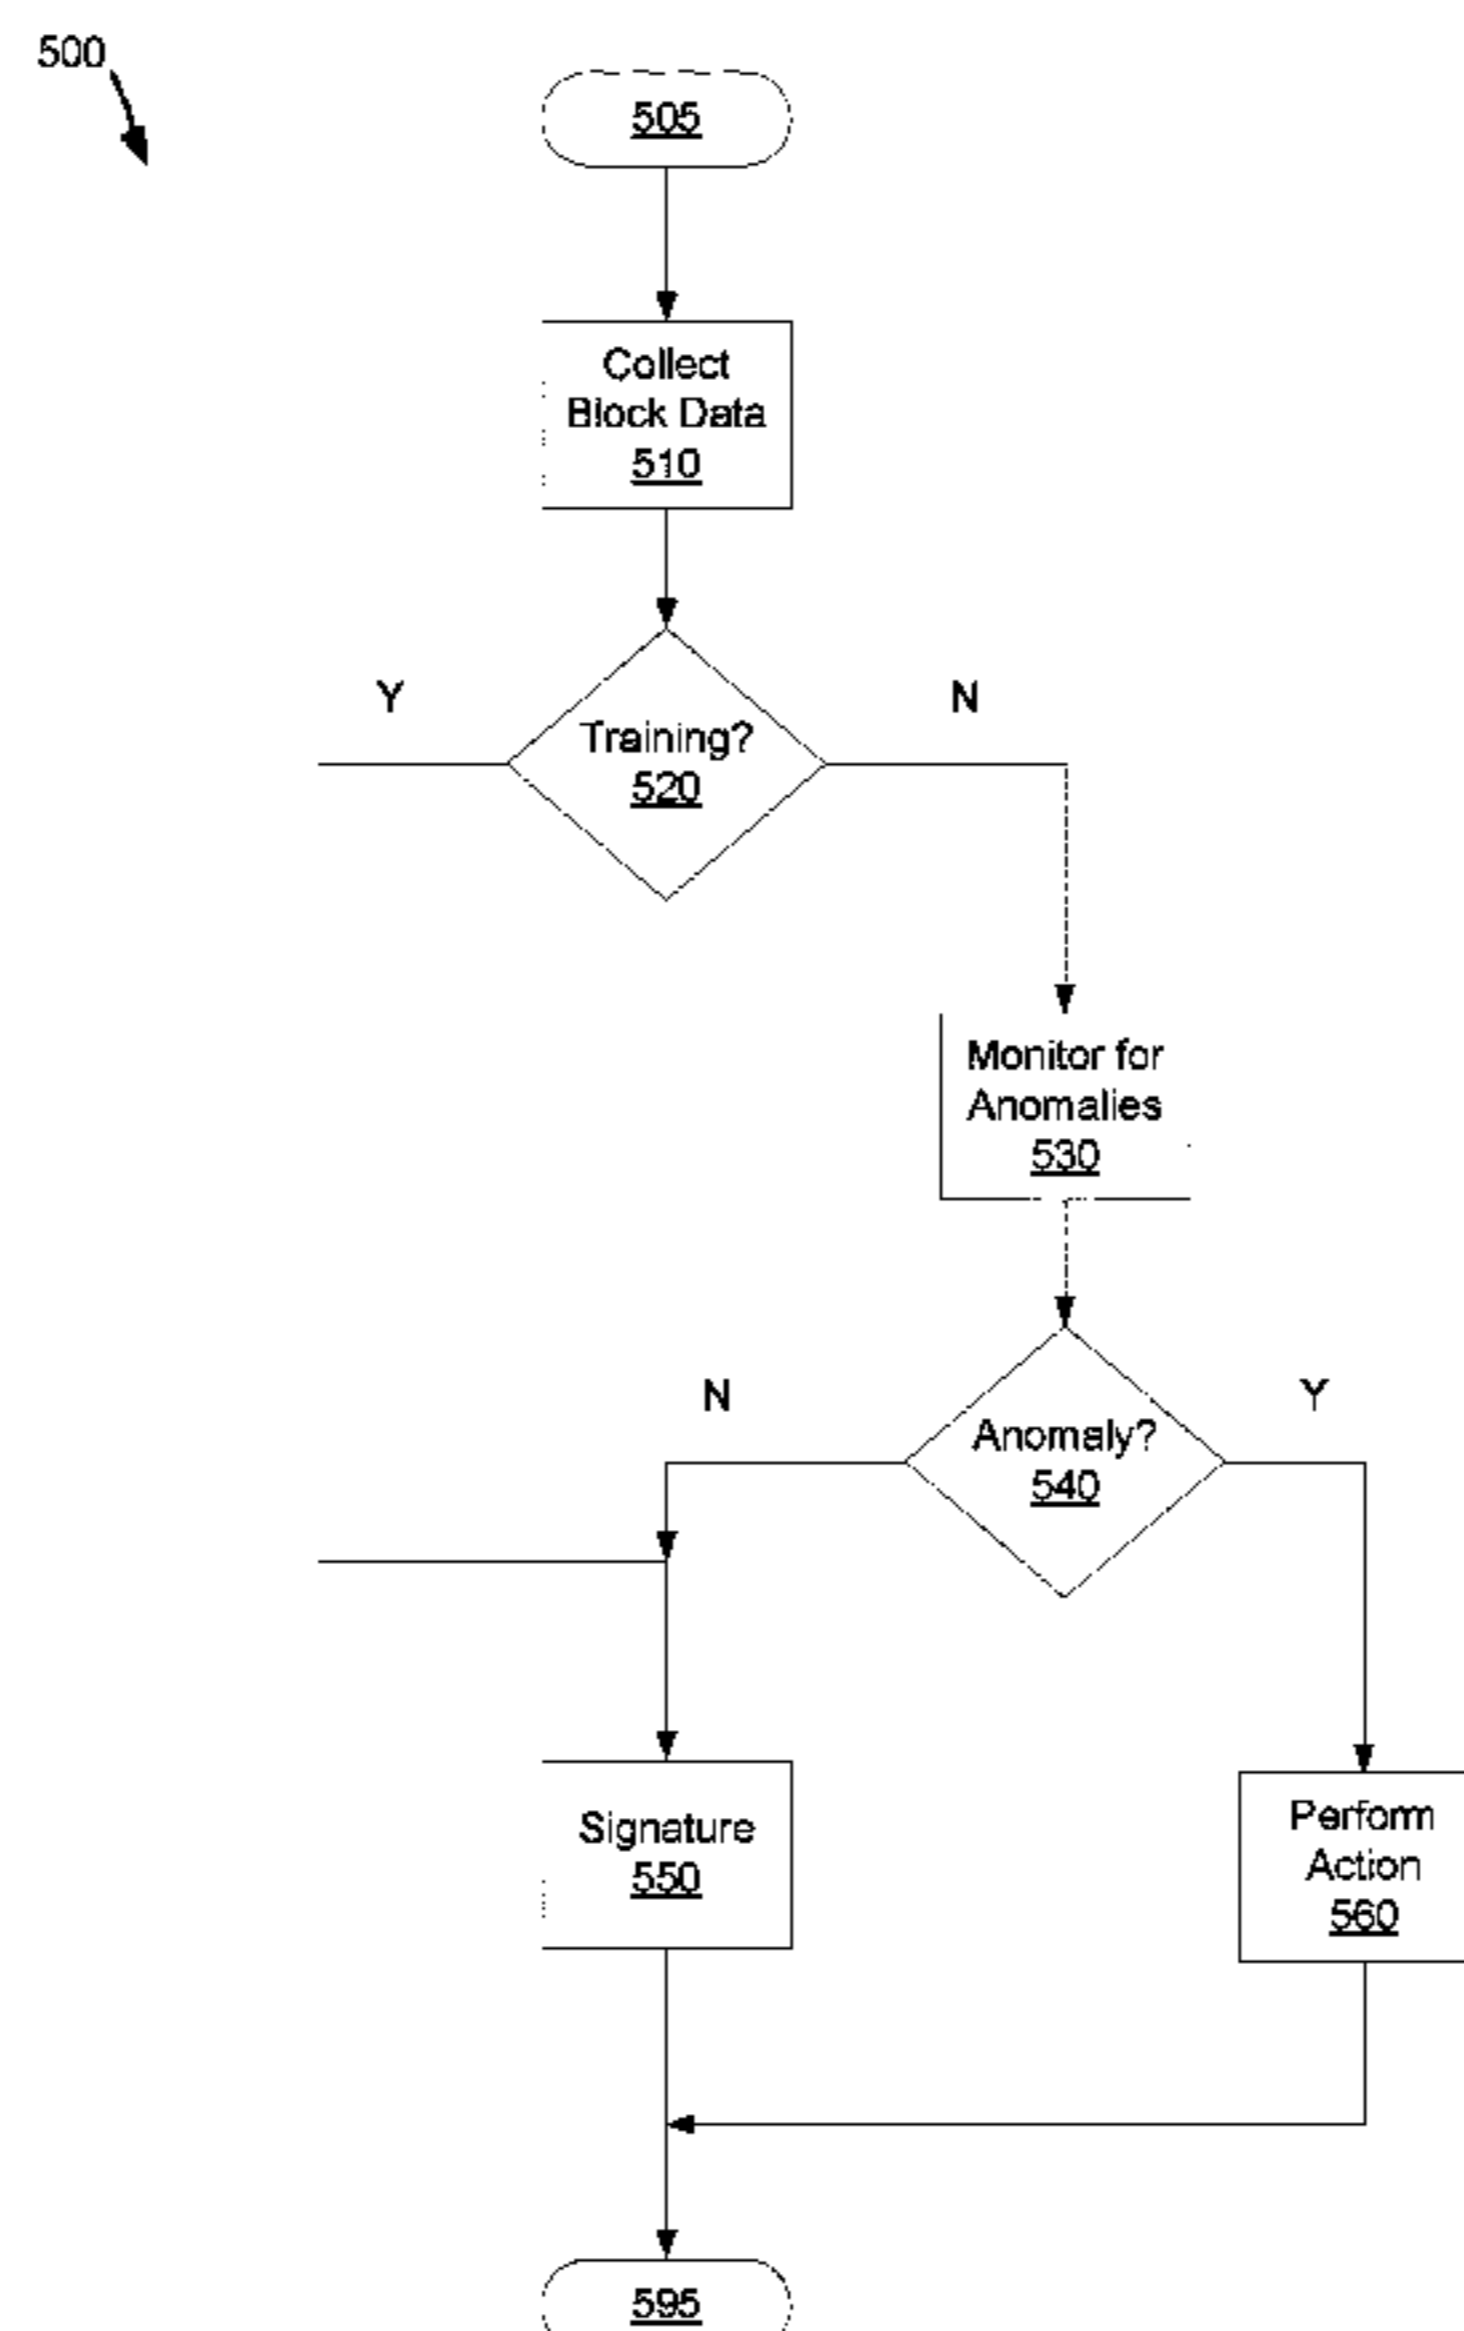 500
505
Collect
Block Data
510
Y
N
Training?
520
Monitor for
Anomalies
530
N
Y
Anomaly?
540
Signature
550
Perform
Action
560
595